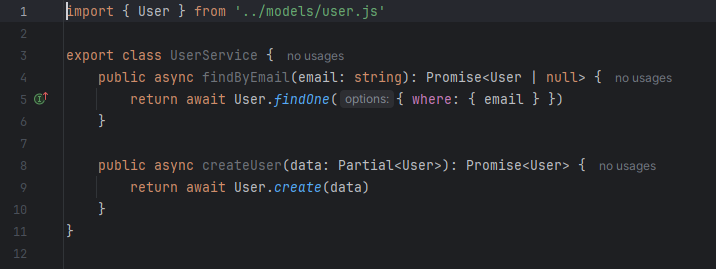 1 import { User } from '../models/user.js'
2
3 export class UserService { no usages
4 public async findByEmail(email: string): Promise<User | null> { no usages
5 return await User.findOne( options: { where: { email } })
6 }
7
8 public async createUser(data: Partial<User>): Promise<User> { no usages
9 return await User.create(data)
10 }
11 }
12